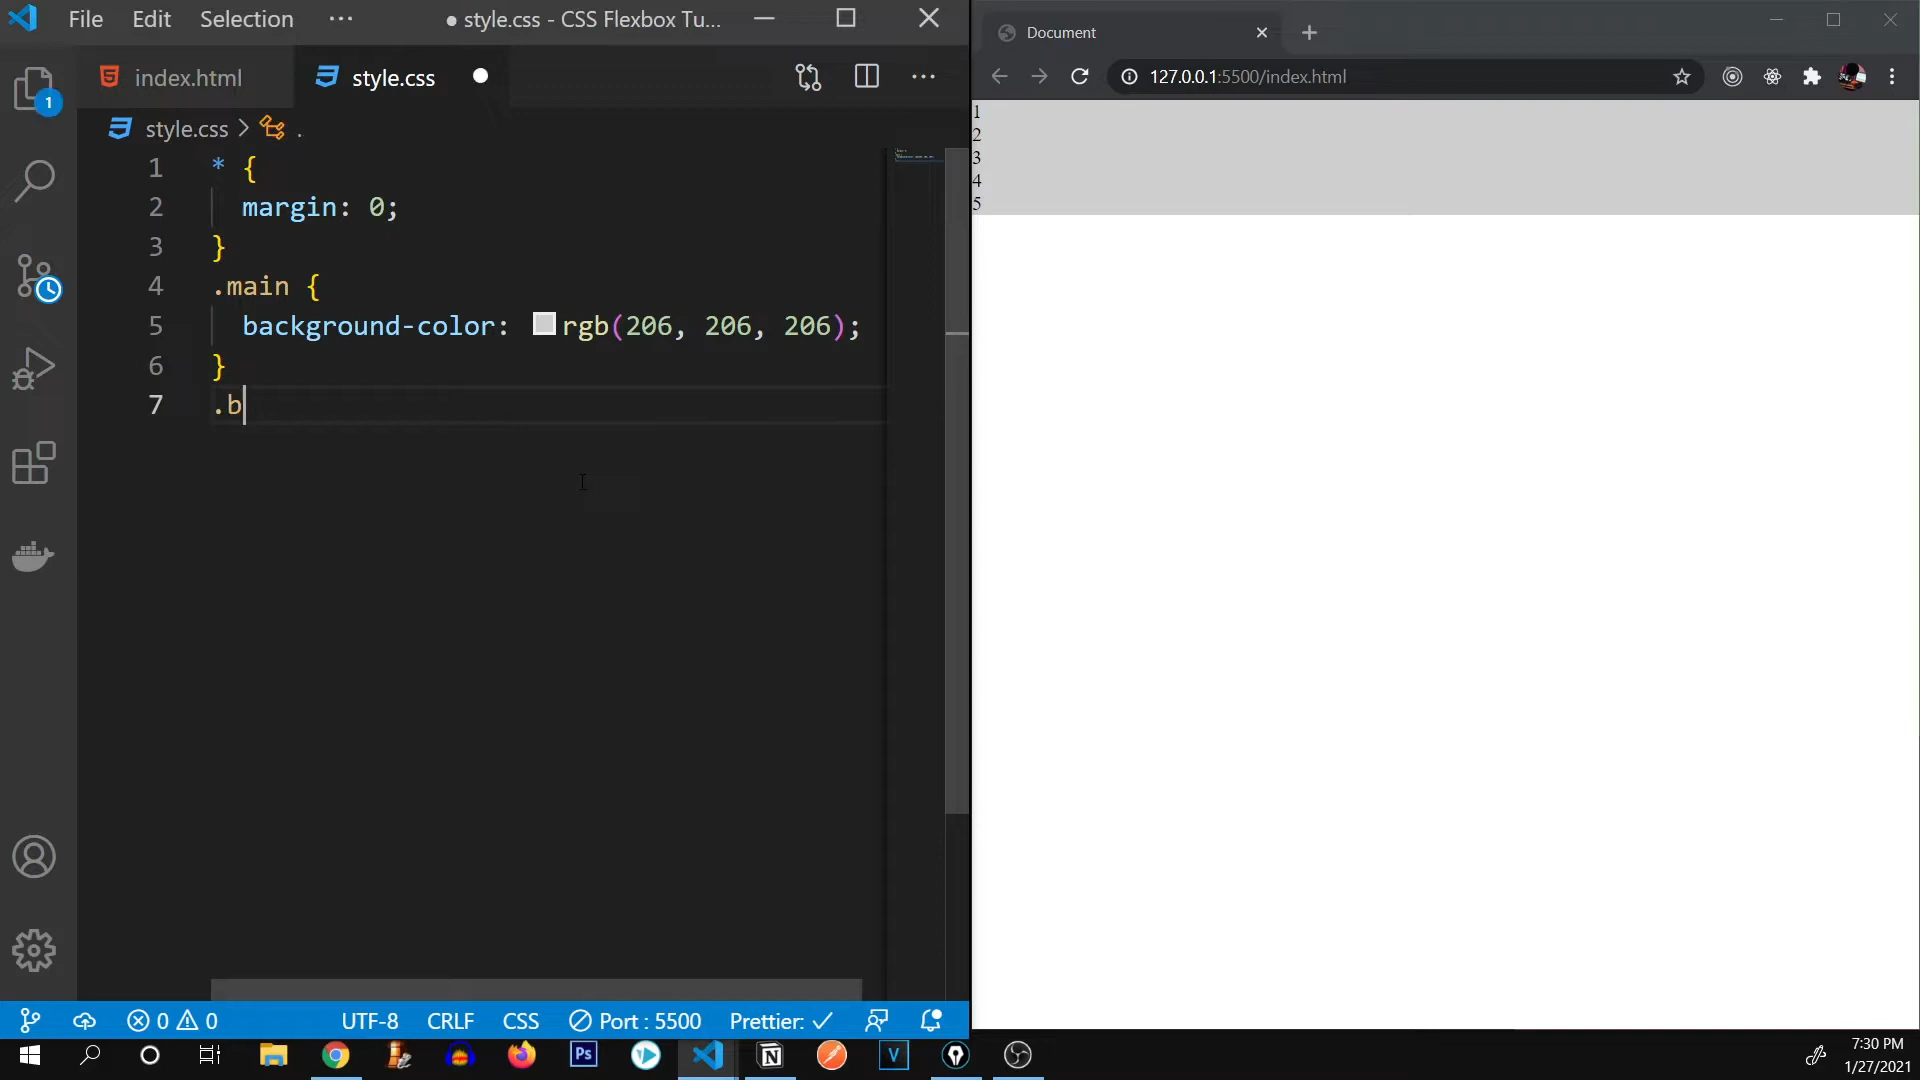 File Edit Selection ··· ● style.css - CSS Flexbox Tu...
index.html style.css
style.css > .
1 * {
2 margin: 0;
3 }
4 .main {
5 background-color: rgb(206, 206, 206);
6 }
7 .b
1
0 0 UTF-8 CRLF CSS Port : 5500 Prettier: ✓
Document
127.0.0.1:5500/index.html
1
2
3
4
5
Ps
V
7:30 PM
1/27/2021